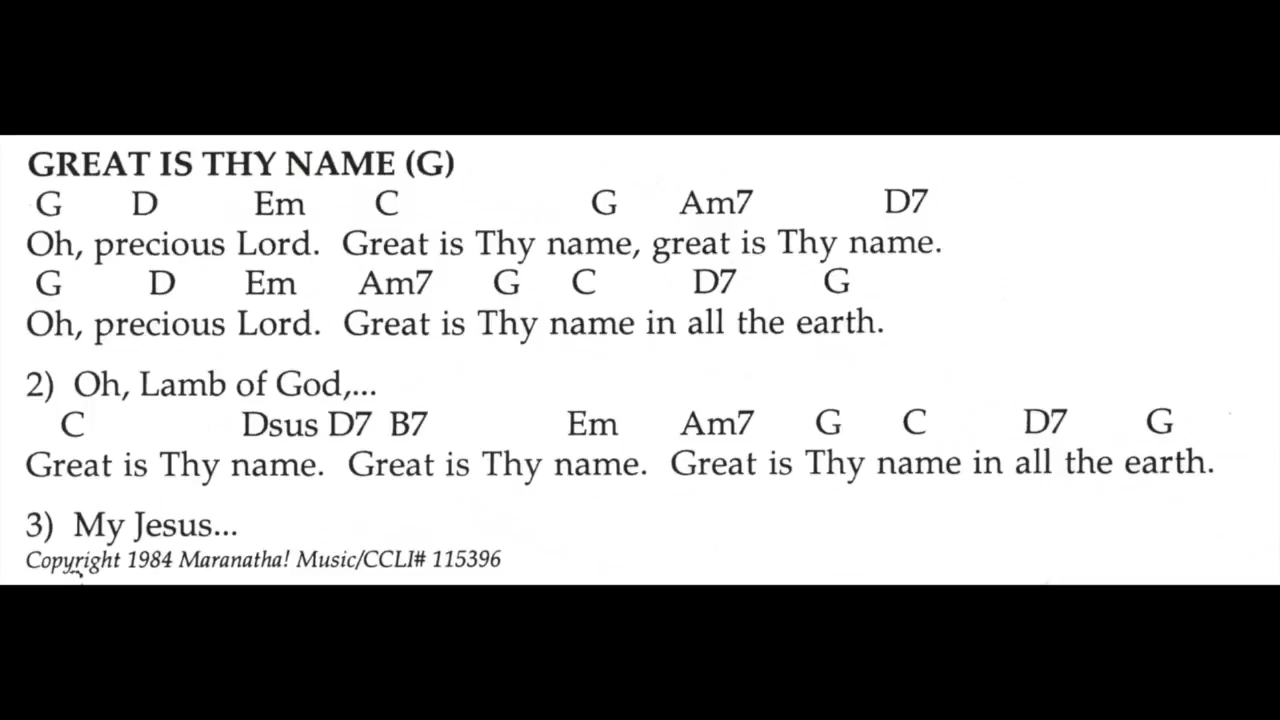 GREAT IS THY NAME (G)
G D Em C G Am7 D7
Oh, precious Lord. Great is Thy name, great is Thy name.
G D Em Am7 G C D7 G
Oh, precious Lord. Great is Thy name in all the earth.
2) Oh, Lamb of God,...
C Dsus D7 B7 Em Am7 G C D7 G
Great is Thy name. Great is Thy name. Great is Thy name in all the earth.
3) My Jesus...
Copyright 1984 Maranatha! Music/CCLI# 115396